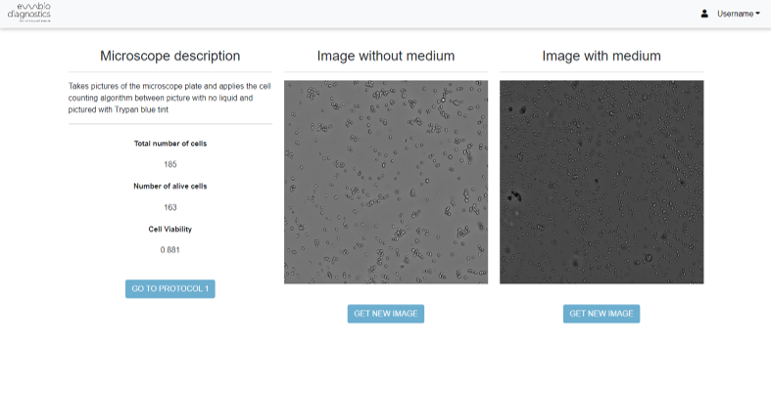 diagnostics
Username
Microscope description
Takes pictures of the microscope plate and applies the cell
counting algorithm between picture with no liquid and
pictured with Trypan blue tint
Total number of cells
185
Number of alive cells
163
Cell Viability
0.881
GO TO PROTOCOL 1
Image without medium
GET NEW IMAGE
Image with medium
GET NEW IMAGE